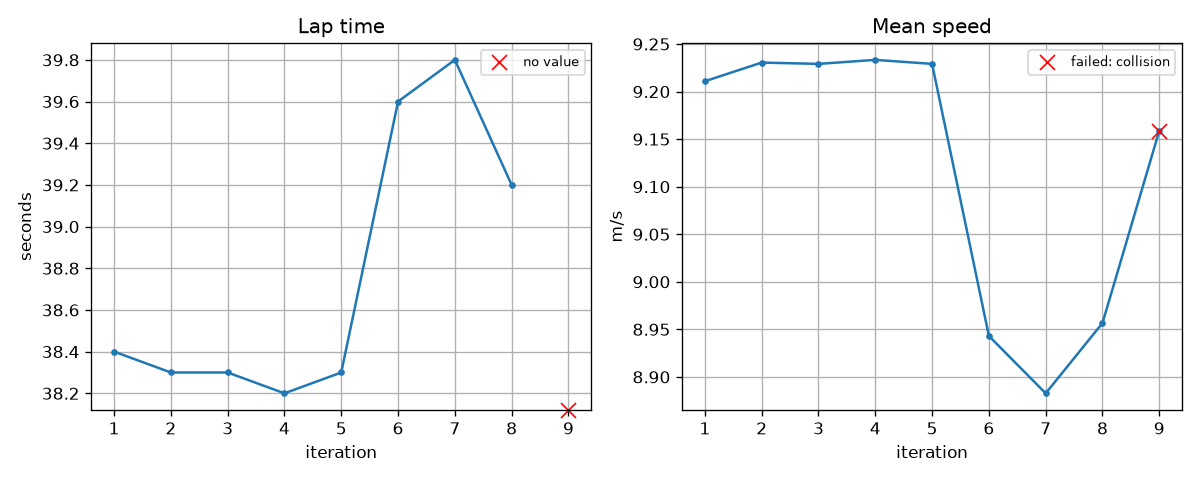 Lap time
39.8
39.6
39.4
39.2
39.0
38.8
38.6
38.4
38.2
seconds
no value
1 2 3 4 5 6 7 8 9
iteration
Mean speed
9.25
9.20
9.15
9.10
9.05
9.00
8.95
8.90
m/s
failed: collision
1 2 3 4 5 6 7 8 9
iteration